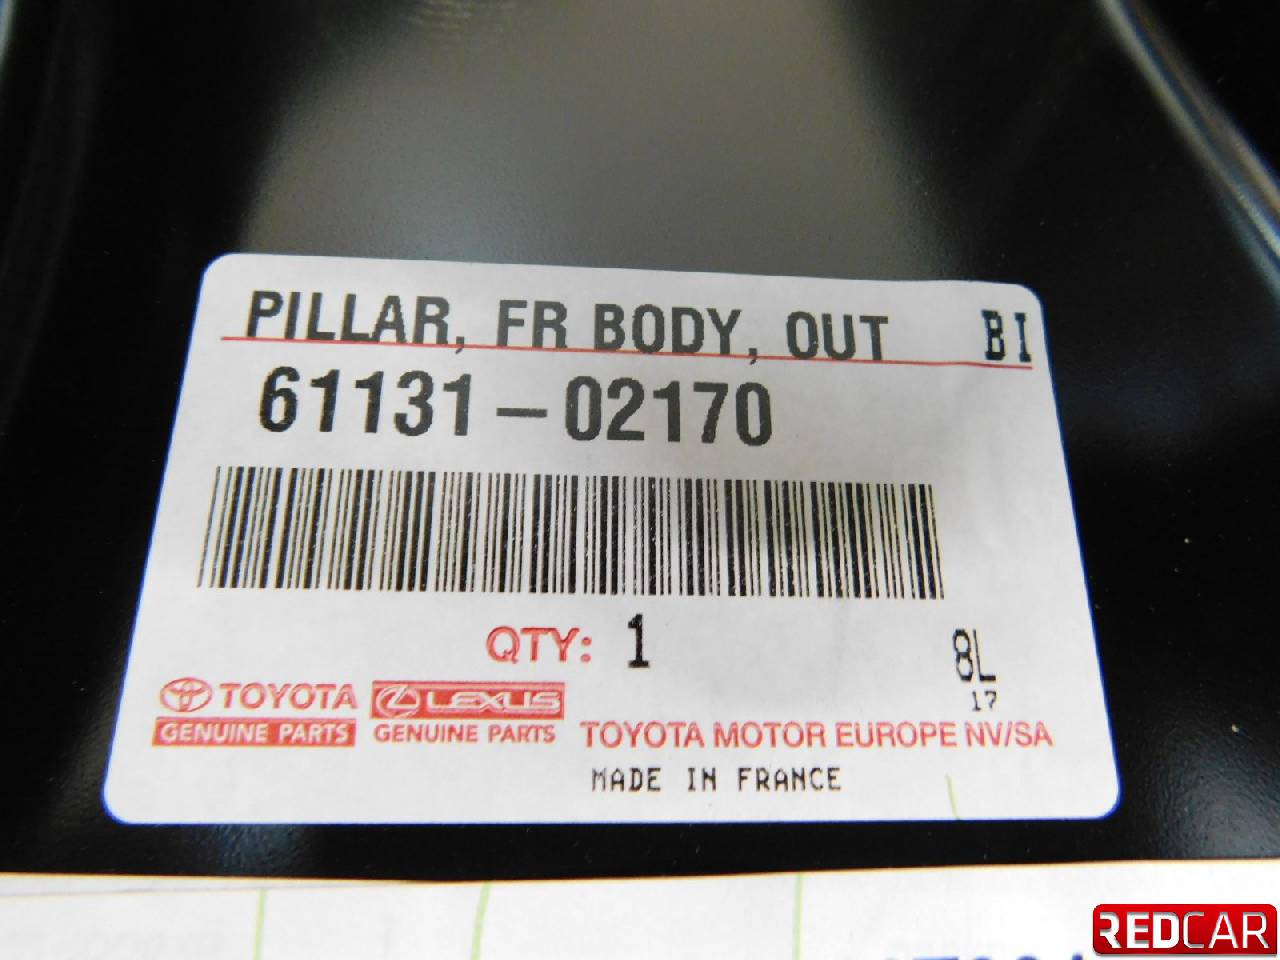 PILLAR, FR BODY, OUT BI
61131-02170
QTY: 1
8L
17
TOYOTA LEXUS
GENUINE PARTS GENUINE PARTS TOYOTA MOTOR EUROPE NV/SA
MADE IN FRANCE
REDCAR